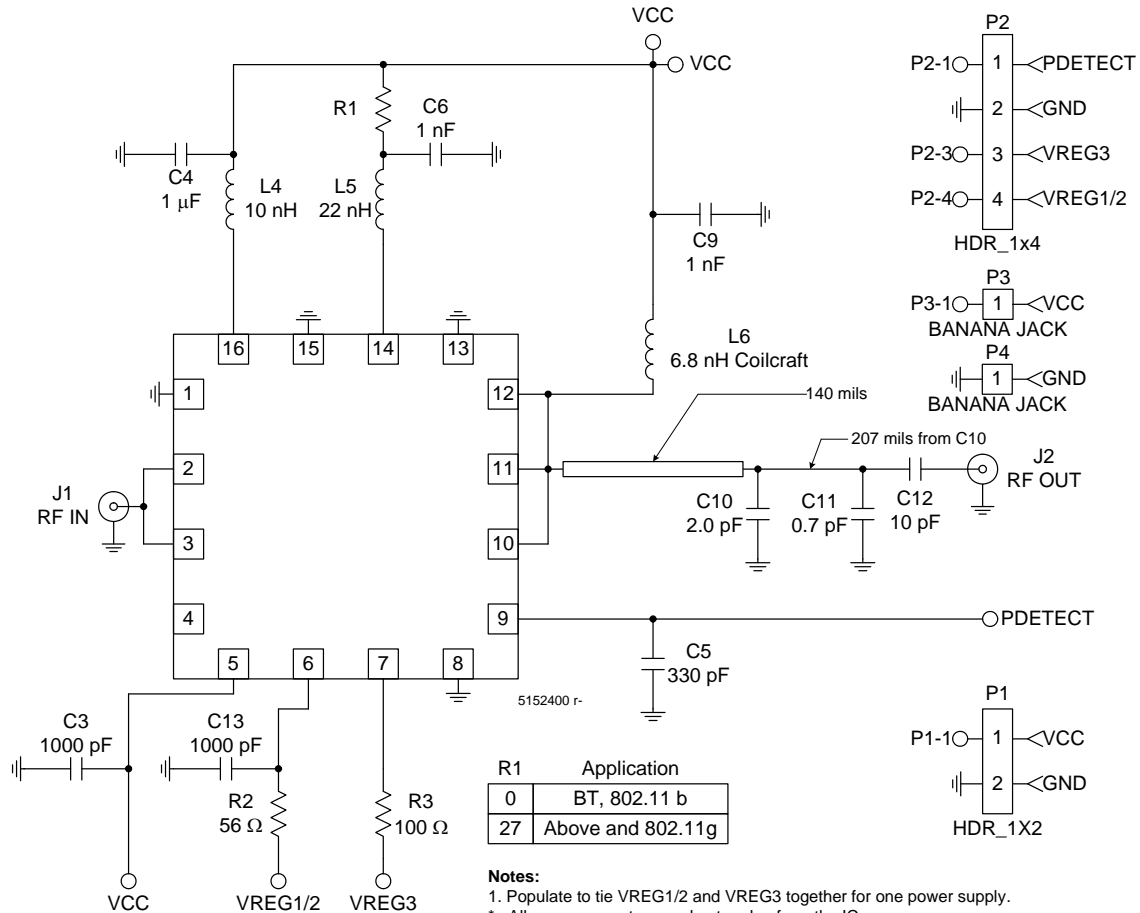 VCC
VCC
R1
C6
1 nF
C4
1 µF
L4
10 nH
L5
22 nH
C9
1 nF
L6
6.8 nH Coilcraft
140 mils
207 mils from C10
J2
RF OUT
C10
2.0 pF
C11
0.7 pF
C12
10 pF
16
15
14
13
1
2
3
4
12
11
10
9
5
6
7
8
J1
RF IN
PDETECT
C5
330 pF
5152400 r-
C3
1000 pF
C13
1000 pF
R2
56 Ω
R3
100 Ω
VCC
VREG1/2
VREG3
P2
P2-1 1 PDETECT
2 GND
P2-3 3 VREG3
P2-4 4 VREG1/2
HDR_1x4
P3
P3-1 1 VCC
BANANA JACK
P4
1 GND
BANANA JACK
P1
P1-1 1 VCC
2 GND
HDR_1X2
R1 Application
0 BT, 802.11 b
27 Above and 802.11g
Notes:
1. Populate to tie VREG1/2 and VREG3 together for one power supply.